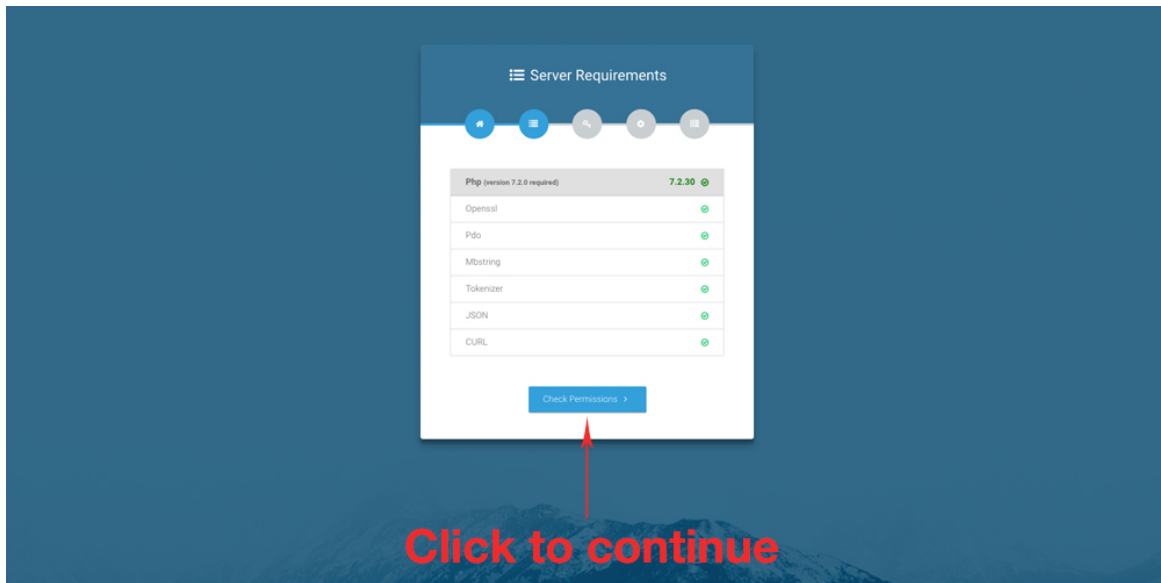 Server Requirements
Php (version 7.2.0 required) 7.2.30
Openssl
Pdo
Mbstring
Tokenizer
JSON
CURL
Check Permissions
Click to continue